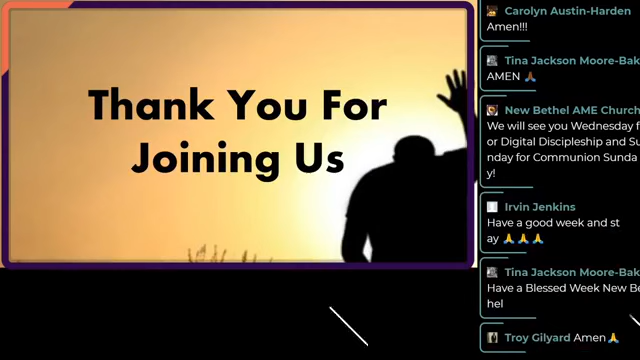 Thank You For
Joining Us
Carolyn Austin-Harden
Amen!!!
Tina Jackson Moore-Bak
AMEN 🙏🏾
New Bethel AME Church
We will see you Wednesday f
or Digital Discipleship and Su
nday for Communion Sunda
y!
Irvin Jenkins
Have a good week and st
ay 🙏🙏🙏
Tina Jackson Moore-Bak
Have a Blessed Week New Be
hel
Troy Gilyard Amen🙏